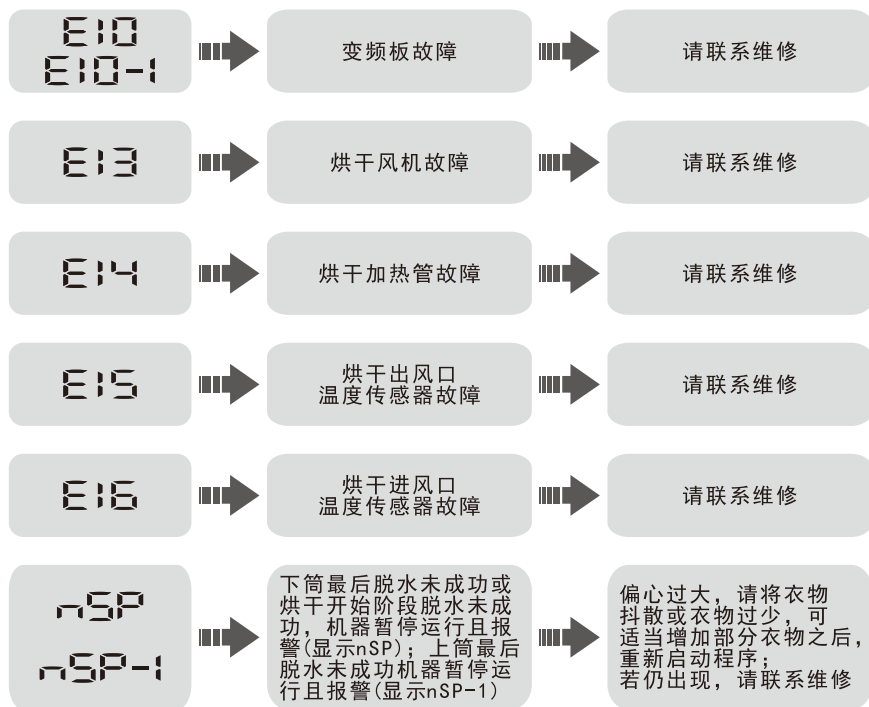 E10
E10-1
变频板故障
请联系维修
E13
烘干风机故障
请联系维修
E14
烘干加热管故障
请联系维修
E15
烘干出风口
温度传感器故障
请联系维修
E16
烘干进风口
温度传感器故障
请联系维修
nSP
nSP-1
下筒最后脱水未成功或
烘干开始阶段脱水未成
功，机器暂停运行且报
警(显示nSP)；上筒最后
脱水未成功机器暂停运
行且报警(显示nSP-1)
偏心过大，请将衣物
抖散或衣物过少，可
适当增加部分衣物之后，
重新启动程序；
若仍出现，请联系维修